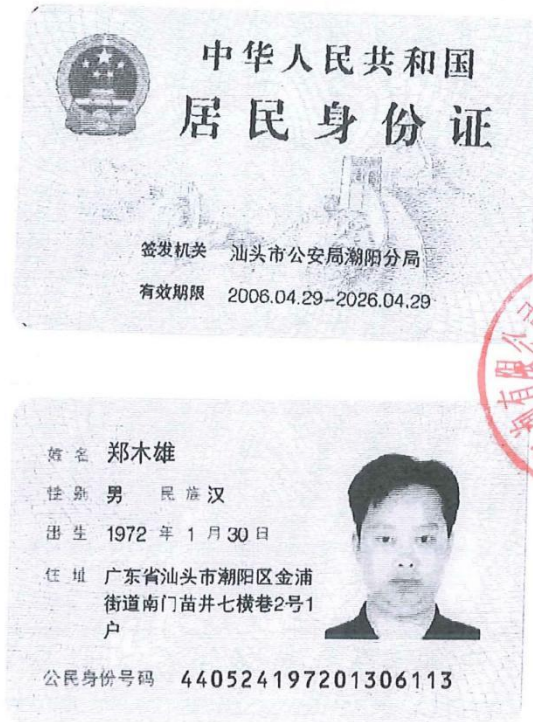 中华人民共和国
居民身份证
签发机关 汕头市公安局潮阳分局
有效期限 2006.04.29-2026.04.29
有限公司
姓名 郑木雄
性别 男 民族 汉
出生 1972 年 1 月 30 日
住址 广东省汕头市潮阳区金浦
街道南门苗井七横巷2号1
户
公民身份号码 440524197201306113